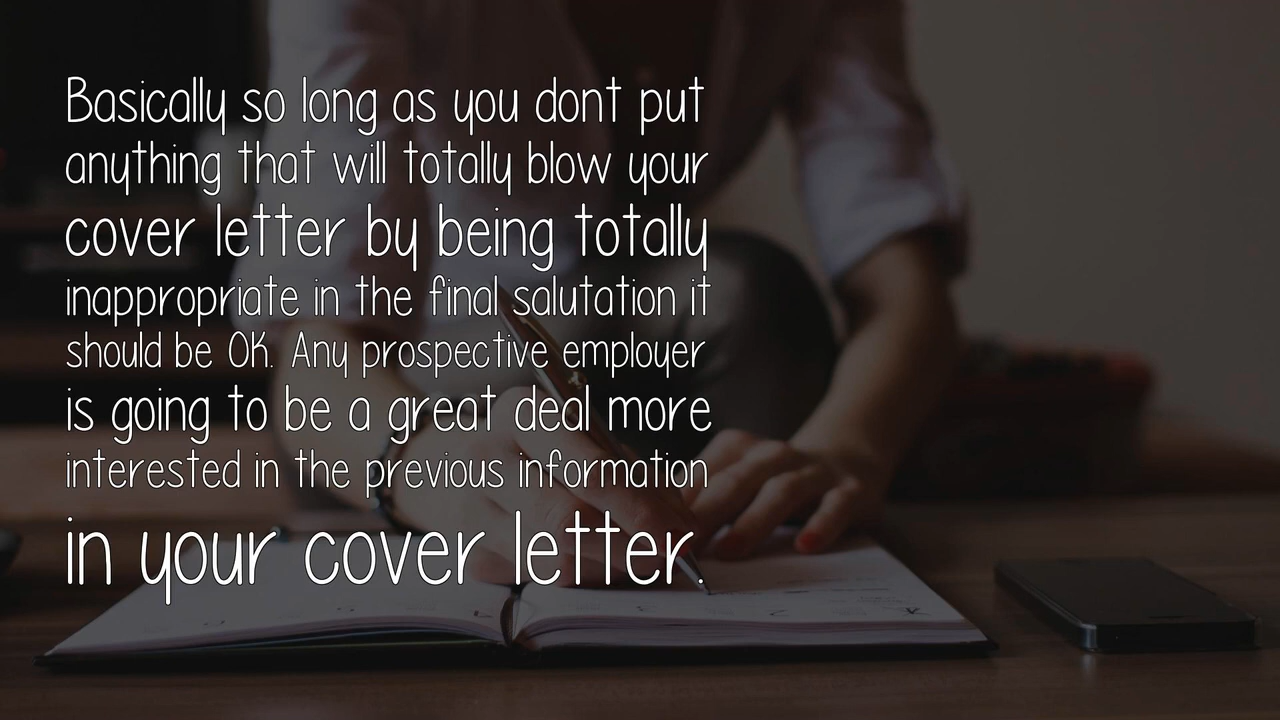 Basically so long as you dont put
anything that will totally blow your
cover letter by being totally
inappropriate in the final salutation it
should be OK. Any prospective employer
is going to be a great deal more
interested in the previous information
in your cover letter.